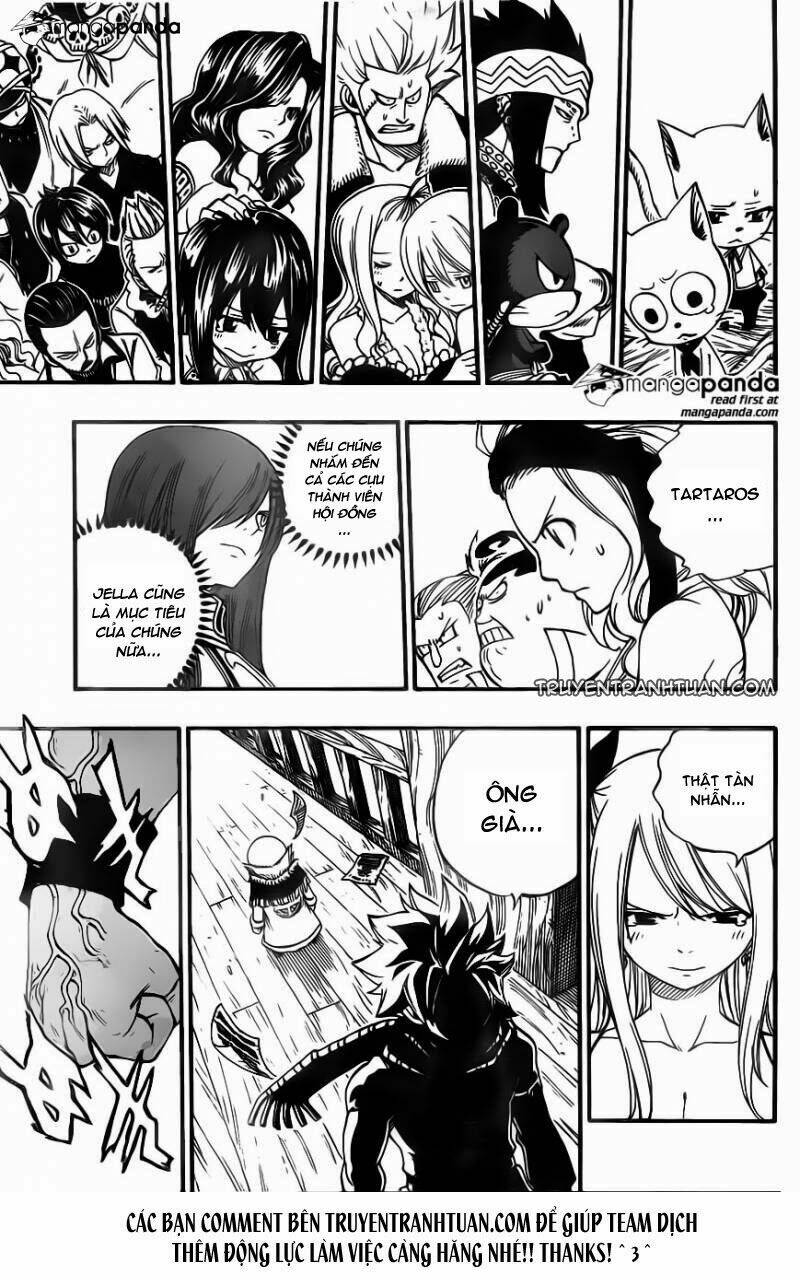 mangapanda
mangapanda
read first at
mangapanda.com
TARTAROS
...
NẾU CHÚNG
NHẮM ĐẾN
CẢ CÁC CỰU
THÀNH VIÊN
HỘI ĐỒNG
...
JELLA CŨNG
LÀ MỤC TIÊU
CỦA CHÚNG
NỮA...
TRUYENTRANHTUAN.COM
THẬT TÀN
NHẪN...
ÔNG
GIÀ...
CÁC BẠN COMMENT BÊN TRUYENTRANHTUAN.COM ĐỂ GIÚP TEAM DỊCH
THÊM ĐỘNG LỰC LÀM VIỆC CÀNG HĂNG NHÉ!! THANKS! ^3^